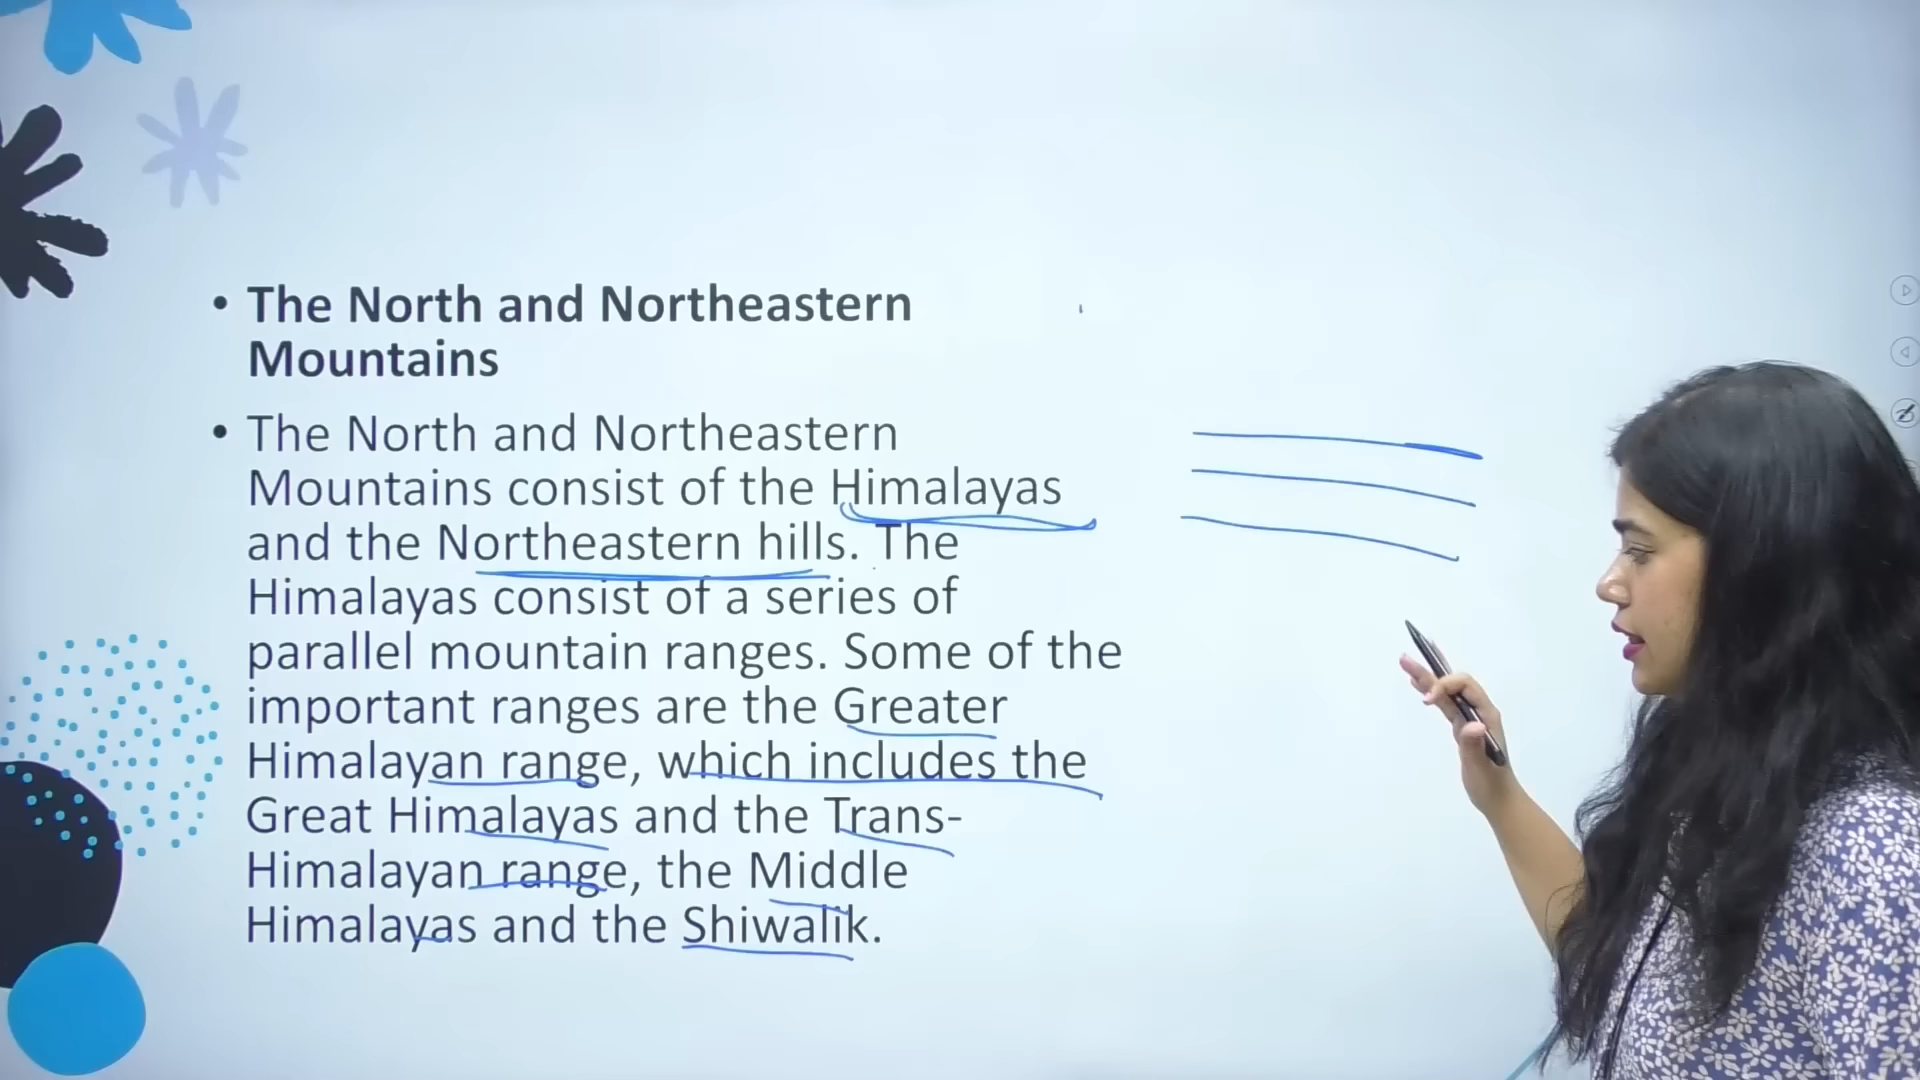 • The North and Northeastern
Mountains
• The North and Northeastern
Mountains consist of the Himalayas
and the Northeastern hills. The
Himalayas consist of a series of
parallel mountain ranges. Some of the
important ranges are the Greater
Himalayan range, which includes the
Great Himalayas and the Trans-
Himalayan range, the Middle
Himalayas and the Shiwalik.